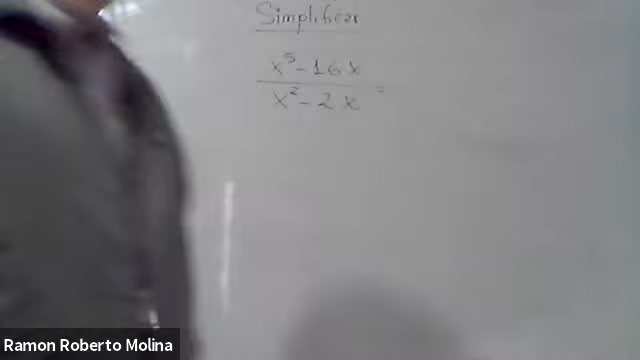 Simplificar
x⁵-16x
x²-2x =
Ramon Roberto Molina